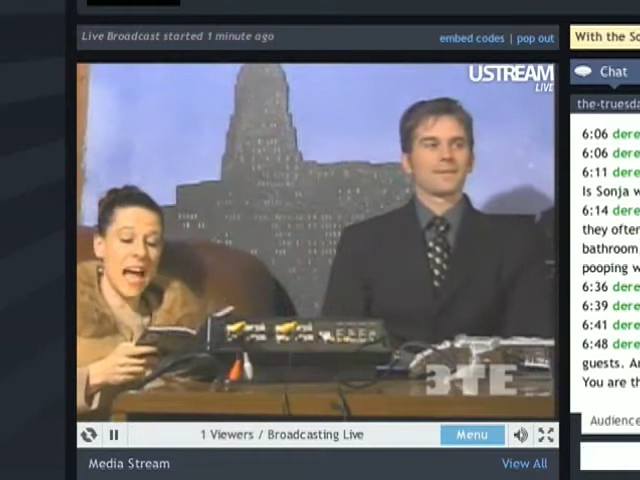 Live Broadcast started 1 minute ago
embed codes | pop out
USTREAM
LIVE
3TE
1 Viewers / Broadcasting Live
Menu
Media Stream
View All
With the So
Chat
the-truesda
6:06 dere
6:06 dere
6:11 dere
Is Sonja w
6:14 dere
they ofter
bathroom
pooping w
6:36 dere
6:39 dere
6:41 dere
6:48 dere
guests. Ar
You are th
Audience